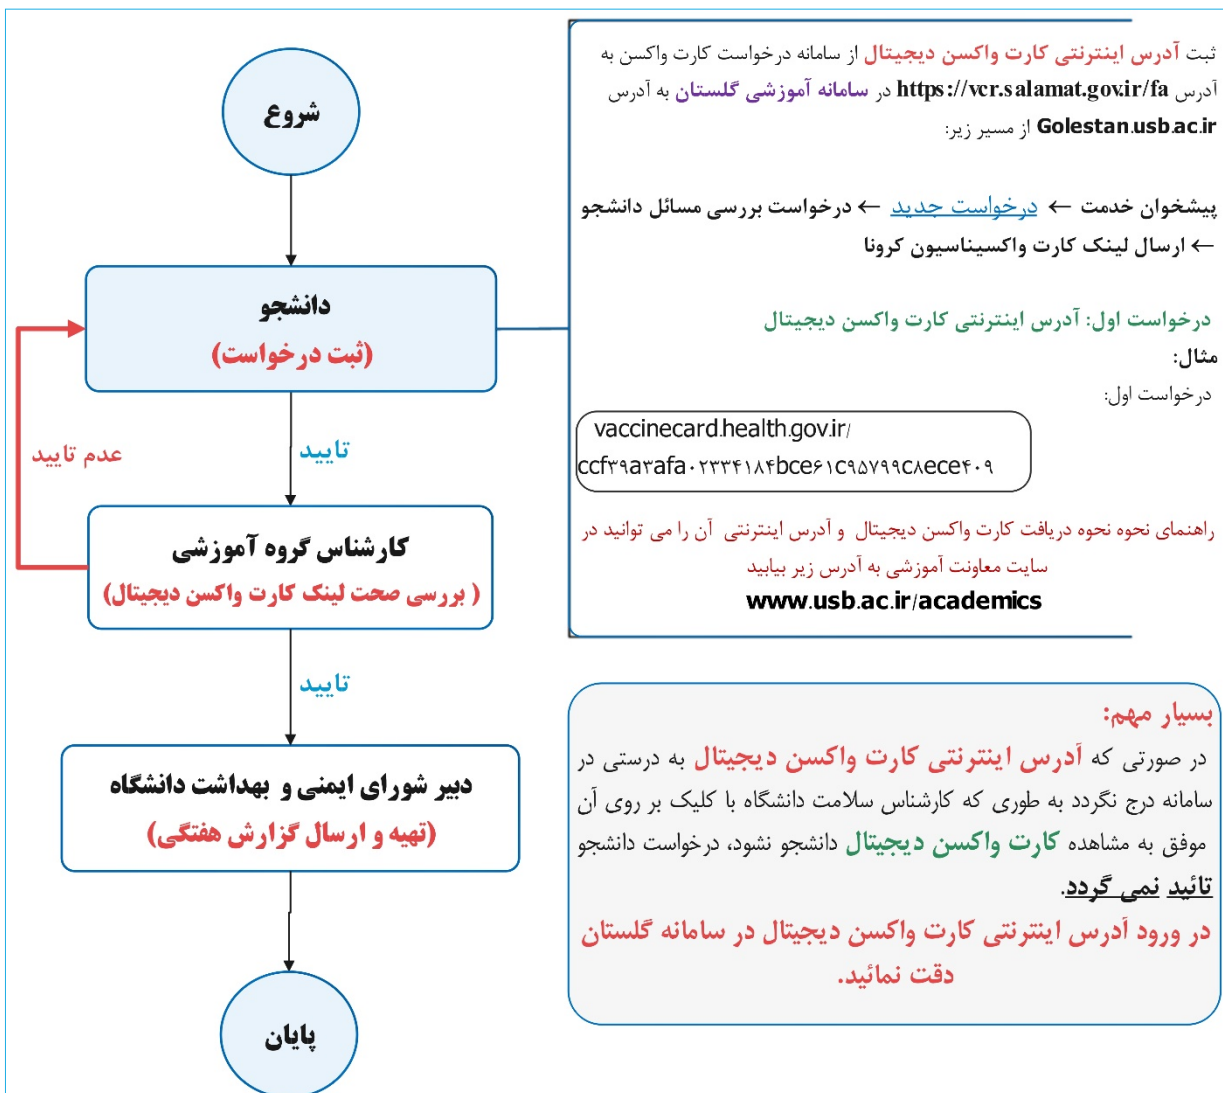 شروع
دانشجو
(ثبت درخواست)
تایید
عدم تایید
کارشناس گروه آموزشی
( بررسی صحت لینک کارت واکسن دیجیتال)
تایید
دبیر شورای ایمنی و بهداشت دانشگاه
(تهیه و ارسال گزارش هفتگی)
پایان
ثبت آدرس اینترنتی کارت واکسن دیجیتال از سامانه درخواست کارت واکسن به
آدرس https://vcr.salamat.gov.ir/fa در سامانه آموزشی گلستان به آدرس
Golestan.usb.ac.ir از مسیر زیر:
پیشخوان خدمت ← درخواست جدید ← درخواست بررسی مسائل دانشجو
← ارسال لینک کارت واکسیناسیون کرونا
درخواست اول: آدرس اینترنتی کارت واکسن دیجیتال
مثال:
درخواست اول:
vaccinecard.health.gov.ir/
ccf۳۹a۳afa۰۲۳۳۴۱۸۴bce۶۱c۹۵۷۹۹c۸ece۴۰۹
راهنمای نحوه نحوه دریافت کارت واکسن دیجیتال و آدرس اینترنتی آن را می توانید در
سایت معاونت آموزشی به آدرس زیر بیابید
www.usb.ac.ir/academics
بسیار مهم:
در صورتی که آدرس اینترنتی کارت واکسن دیجیتال به درستی در
سامانه درج نگردد به طوری که کارشناس سلامت دانشگاه با کلیک بر روی آن
موفق به مشاهده کارت واکسن دیجیتال دانشجو نشود، درخواست دانشجو
تائید نمی گردد.
در ورود آدرس اینترنتی کارت واکسن دیجیتال در سامانه گلستان
دقت نمائید.